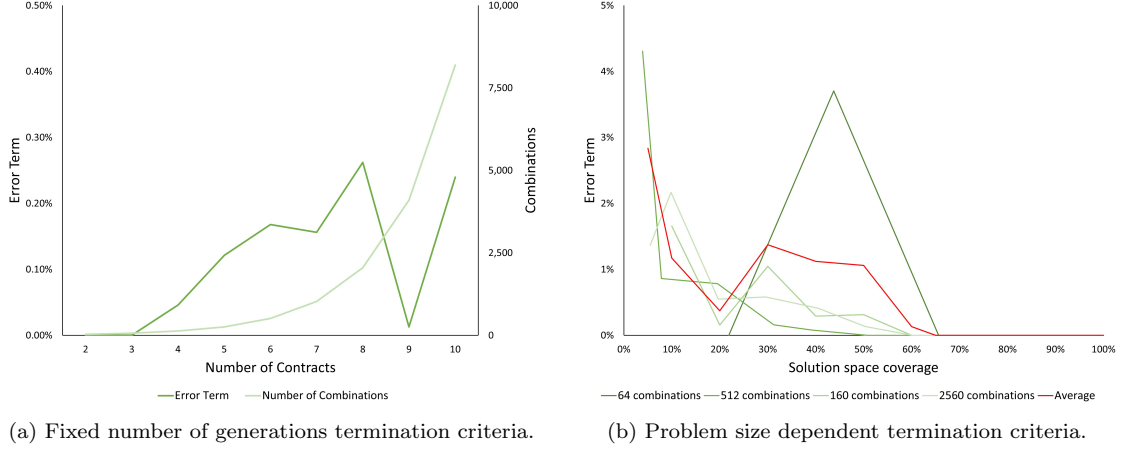 0.50%
0.40%
0.30%
0.20%
0.10%
0.00%
Error Term
10,000
7,500
5,000
2,500
0
Combinations
2 3 4 5 6 7 8 9 10
Number of Contracts
Error Term Number of Combinations
(a) Fixed number of generations termination criteria.
5%
4%
3%
2%
1%
0%
Error Term
0% 10% 20% 30% 40% 50% 60% 70% 80% 90% 100%
Solution space coverage
64 combinations 512 combinations 160 combinations 2560 combinations Average
(b) Problem size dependent termination criteria.